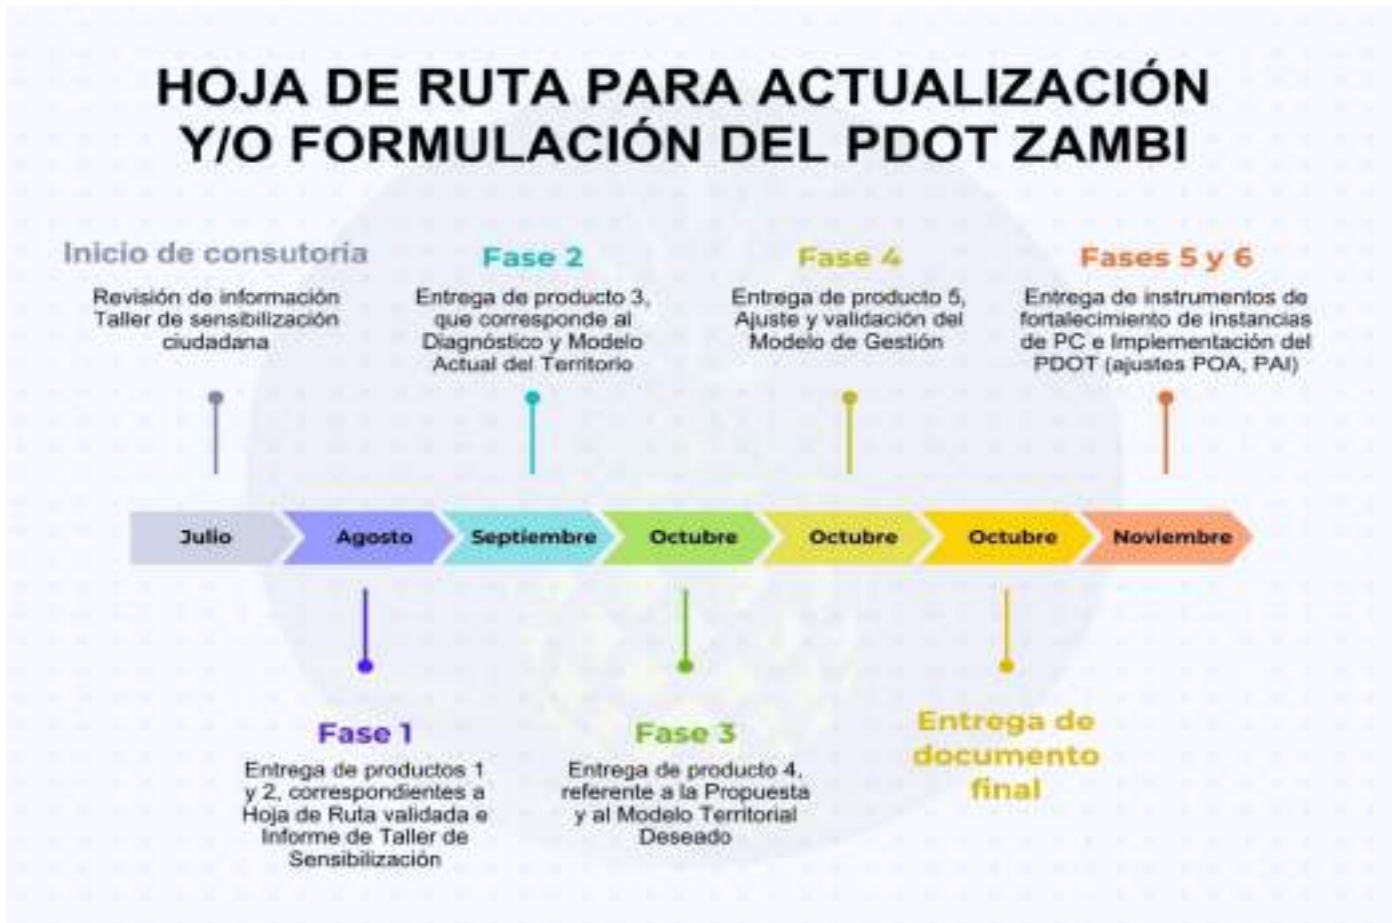 HOJA DE RUTA PARA ACTUALIZACIÓN
Y/O FORMULACIÓN DEL PDOT ZAMBI
Inicio de consutoria
Revisión de información
Taller de sensibilización
ciudadana
Fase 2
Entrega de producto 3,
que corresponde al
Diagnóstico y Modelo
Actual del Territorio
Fase 4
Entrega de producto 5,
Ajuste y validación del
Modelo de Gestión
Fases 5 y 6
Entrega de instrumentos de
fortalecimiento de instancias
de PC e Implementación del
PDOT (ajustes POA, PAI)
Julio
Agosto
Septiembre
Octubre
Octubre
Octubre
Noviembre
Fase 1
Entrega de productos 1
y 2, correspondientes a
Hoja de Ruta validada e
Informe de Taller de
Sensibilización
Fase 3
Entrega de producto 4,
referente a la Propuesta
y al Modelo Territorial
Deseado
Entrega de
documento
final